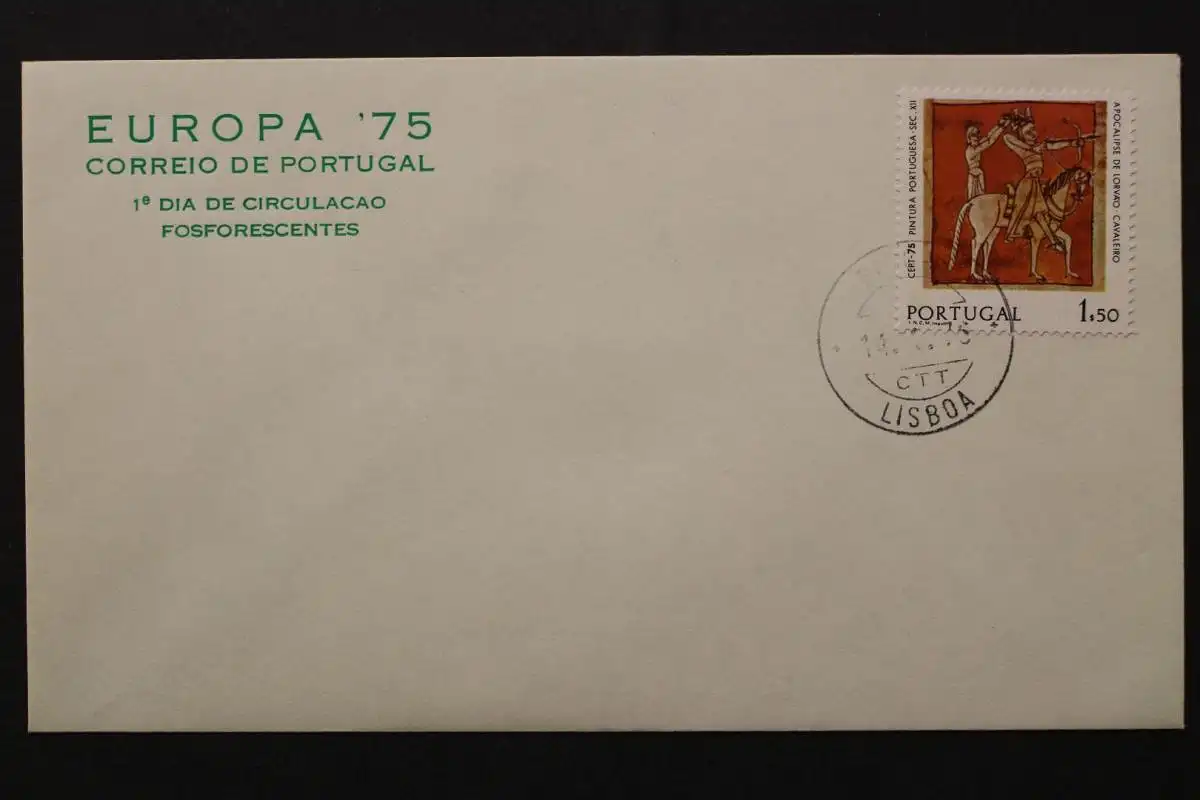 EUROPA '75
CORREIO DE PORTUGAL
1º DIA DE CIRCULACAO
FOSFORESCENTES
CEPT-75 PINTURA PORTUGUESA·SEC. XII
APOCALIPSE DE LORVÃO·CAVALEIRO
PORTUGAL 1$50
CTT
LISBOA